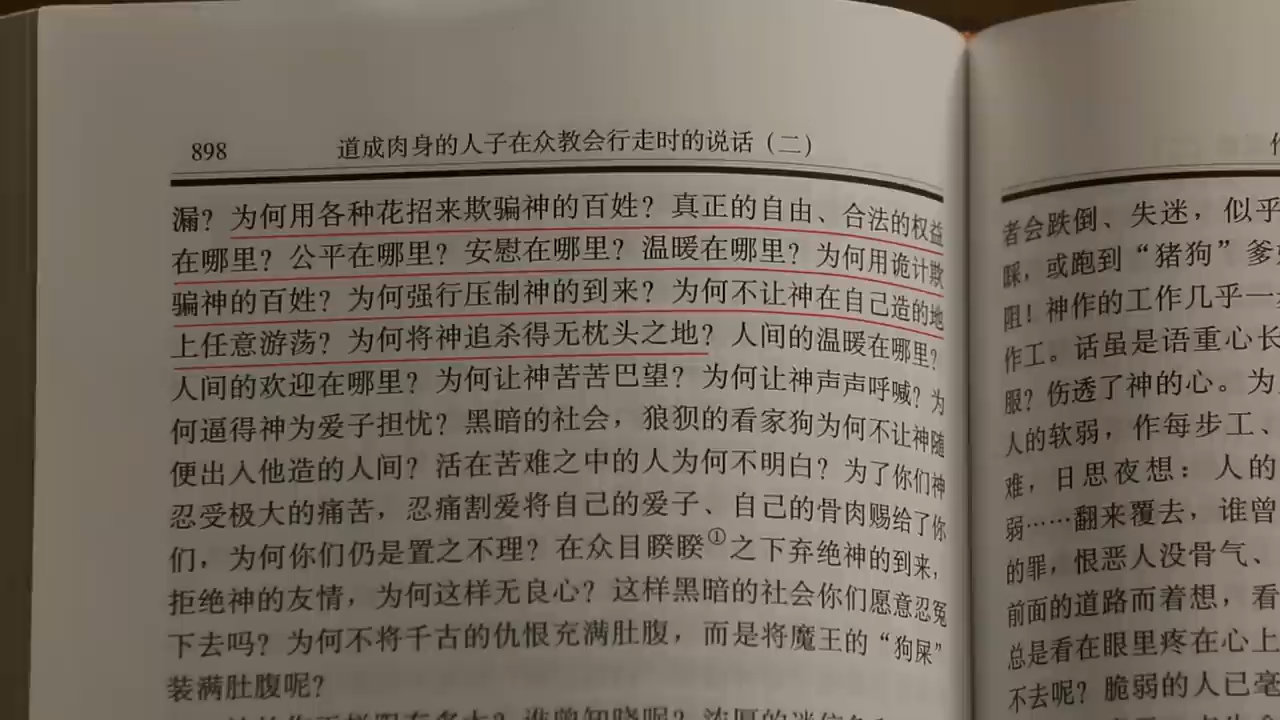 898 道成肉身的人子在众教会行走时的说话（二）
漏？为何用各种花招来欺骗神的百姓？真正的自由、合法的权益
在哪里？公平在哪里？安慰在哪里？温暖在哪里？为何用诡计欺
骗神的百姓？为何强行压制神的到来？为何不让神在自己造的地
上任意游荡？为何将神追杀得无枕头之地？人间的温暖在哪里？
人间的欢迎在哪里？为何让神苦苦巴望？为何让神声声呼喊？为
何逼得神为爱子担忧？黑暗的社会，狼狈的看家狗为何不让神随
便出入他造的人间？活在苦难之中的人为何不明白？为了你们神
忍受极大的痛苦，忍痛割爱将自己的爱子、自己的骨肉赐给了你
们，为何你们仍是置之不理？在众目睽睽①之下弃绝神的到来，
拒绝神的友情，为何这样无良心？这样黑暗的社会你们愿意忍冤
下去吗？为何不将千古的仇恨充满肚腹，而是将魔王的“狗屎”
装满肚腹呢？
者会跌倒、失迷，似乎
睬，或跑到“猪狗”爹
阻！神作的工作几乎一
作工。话虽是语重心长
服？伤透了神的心。为
人的软弱，作每步工、
难，日思夜想：人的
弱……翻来覆去，谁曾
的罪，恨恶人没骨气、
前面的道路而着想，看
总是看在眼里疼在心上
不去呢？脆弱的人已毫